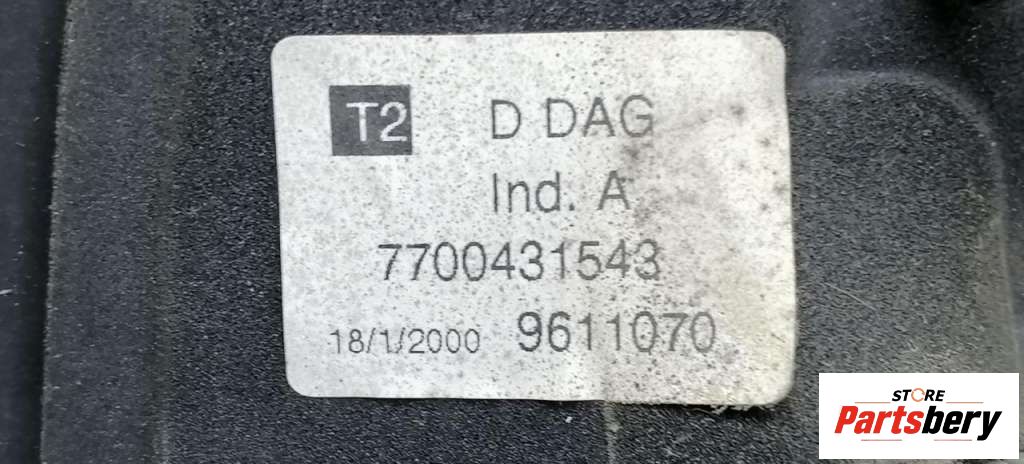 T2 D DAG
Ind. A
7700431543
18/1/2000 9611070
STORE
Partsbery